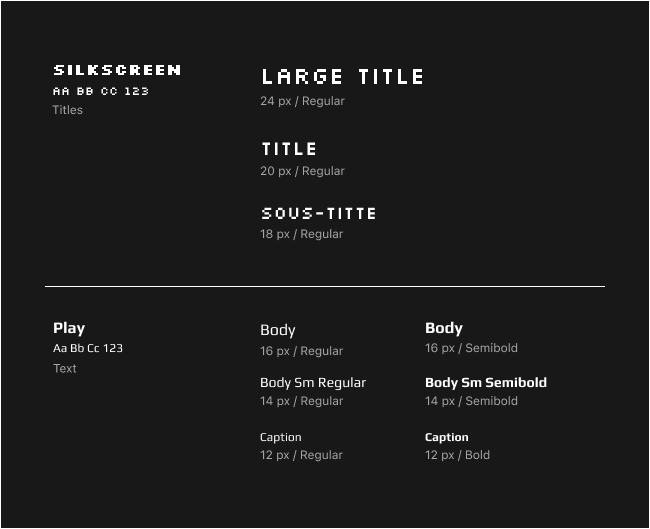 SILKSCREEN
AA BB CC 123
Titles
LARGE TITLE
24 px / Regular
TITLE
20 px / Regular
SOUS-TITTE
18 px / Regular
Play
Aa Bb Cc 123
Text
Body
16 px / Regular
Body Sm Regular
14 px / Regular
Caption
12 px / Regular
Body
16 px / Semibold
Body Sm Semibold
14 px / Semibold
Caption
12 px / Bold